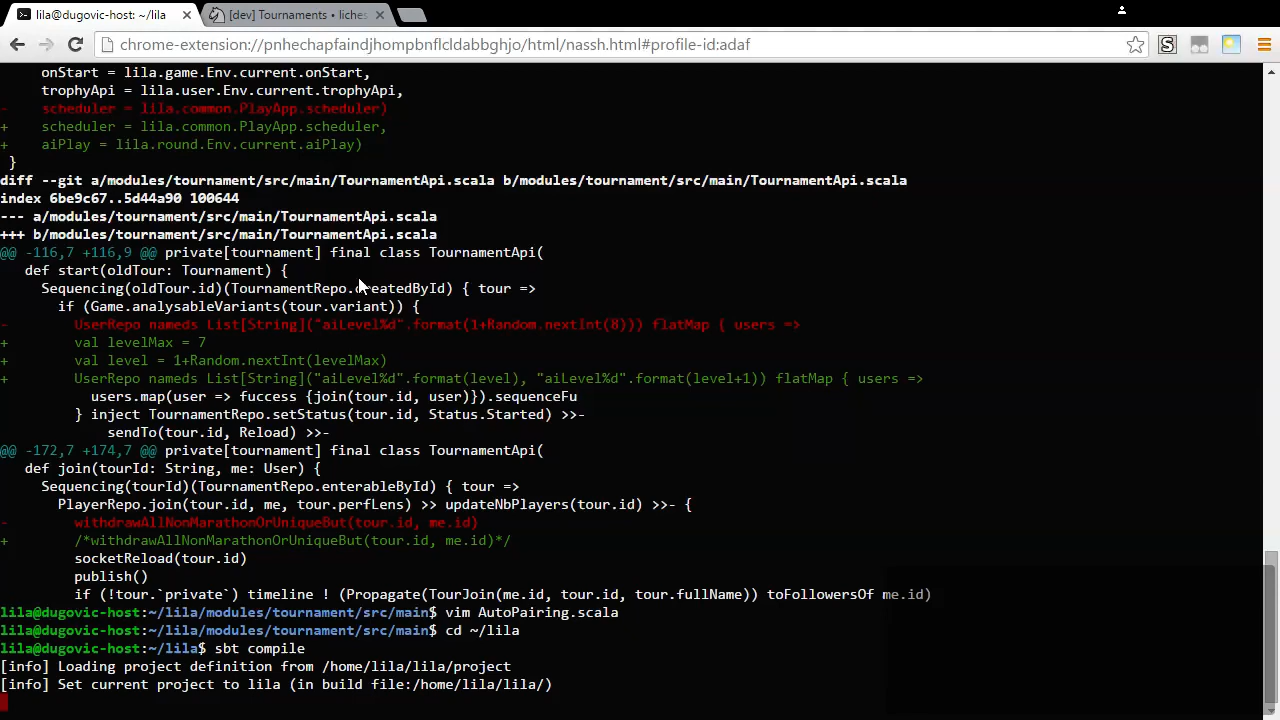 lila@dugovic-host: ~/lila
[dev] Tournaments • liches
chrome-extension://pnhechapfaindjhompbnflcldabbghjo/html/nassh.html#profile-id:adaf
    onStart = lila.game.Env.current.onStart,
    trophyApi = lila.user.Env.current.trophyApi,
-    scheduler = lila.common.PlayApp.scheduler)
+    scheduler = lila.common.PlayApp.scheduler,
+    aiPlay = lila.round.Env.current.aiPlay)
 }
diff --git a/modules/tournament/src/main/TournamentApi.scala b/modules/tournament/src/main/TournamentApi.scala
index 6be9c67..5d44a90 100644
--- a/modules/tournament/src/main/TournamentApi.scala
+++ b/modules/tournament/src/main/TournamentApi.scala
@@ -116,7 +116,9 @@ private[tournament] final class TournamentApi(
   def start(oldTour: Tournament) {
     Sequencing(oldTour.id)(TournamentRepo.createdById) { tour =>
       if (Game.analysableVariants(tour.variant)) {
-        UserRepo nameds List[String]("aiLevel%d".format(1+Random.nextInt(8))) flatMap { users =>
+        val levelMax = 7
+        val level = 1+Random.nextInt(levelMax)
+        UserRepo nameds List[String]("aiLevel%d".format(level), "aiLevel%d".format(level+1)) flatMap { users =>
           users.map(user => fuccess {join(tour.id, user)}).sequenceFu
         } inject TournamentRepo.setStatus(tour.id, Status.Started) >>-
             sendTo(tour.id, Reload) >>-
@@ -172,7 +174,7 @@ private[tournament] final class TournamentApi(
   def join(tourId: String, me: User) {
     Sequencing(tourId)(TournamentRepo.enterableById) { tour =>
       PlayerRepo.join(tour.id, me, tour.perfLens) >> updateNbPlayers(tour.id) >>- {
-        withdrawAllNonMarathonOrUniqueBut(tour.id, me.id)
+        /*withdrawAllNonMarathonOrUniqueBut(tour.id, me.id)*/
         socketReload(tour.id)
         publish()
         if (!tour.`private`) timeline ! (Propagate(TourJoin(me.id, tour.id, tour.fullName)) toFollowersOf me.id)
lila@dugovic-host:~/lila/modules/tournament/src/main$ vim AutoPairing.scala
lila@dugovic-host:~/lila/modules/tournament/src/main$ cd ~/lila
lila@dugovic-host:~/lila$ sbt compile
[info] Loading project definition from /home/lila/lila/project
[info] Set current project to lila (in build file:/home/lila/lila/)